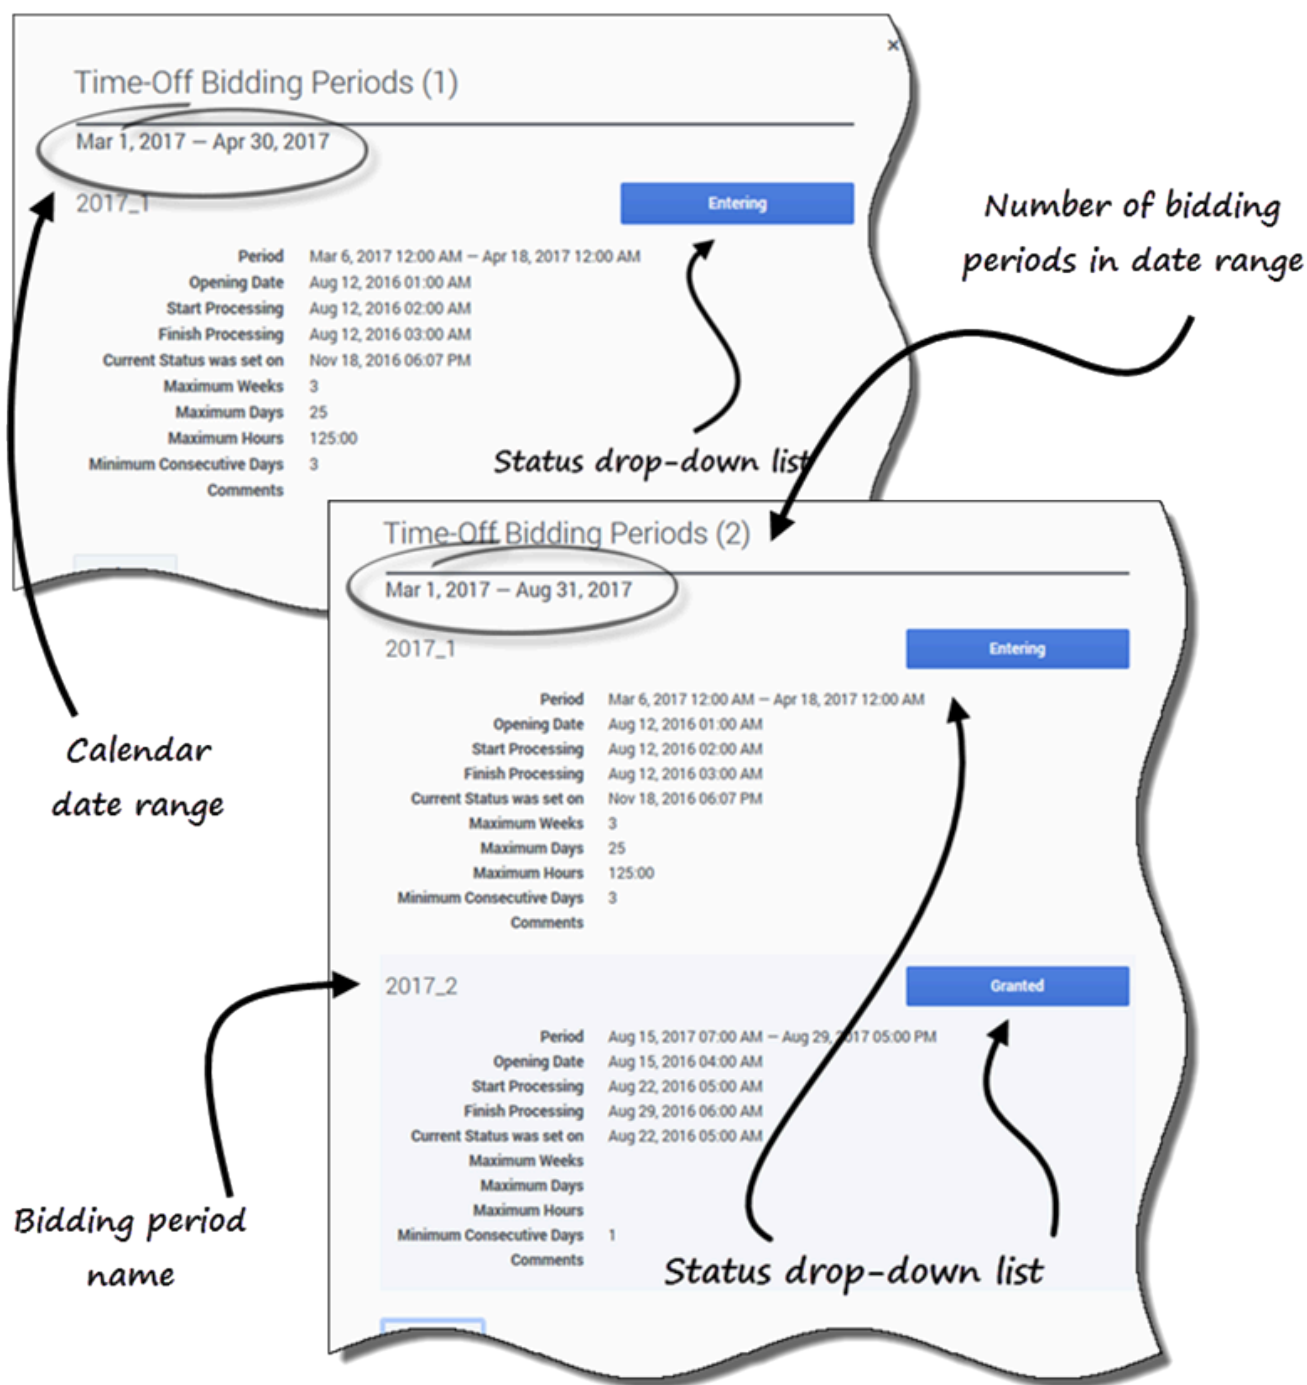 ×
Time-Off Bidding Periods (1)
Mar 1, 2017 — Apr 30, 2017
2017_1
Entering
Period Mar 6, 2017 12:00 AM — Apr 18, 2017 12:00 AM
Opening Date Aug 12, 2016 01:00 AM
Start Processing Aug 12, 2016 02:00 AM
Finish Processing Aug 12, 2016 03:00 AM
Current Status was set on Nov 18, 2016 06:07 PM
Maximum Weeks 3
Maximum Days 25
Maximum Hours 125:00
Minimum Consecutive Days 3
Comments
Number of bidding
periods in date range
Status drop-down list
Time-Off Bidding Periods (2)
Mar 1, 2017 — Aug 31, 2017
2017_1
Entering
Period Mar 6, 2017 12:00 AM — Apr 18, 2017 12:00 AM
Opening Date Aug 12, 2016 01:00 AM
Start Processing Aug 12, 2016 02:00 AM
Finish Processing Aug 12, 2016 03:00 AM
Current Status was set on Nov 18, 2016 06:07 PM
Maximum Weeks 3
Maximum Days 25
Maximum Hours 125:00
Minimum Consecutive Days 3
Comments
Calendar
date range
2017_2
Granted
Period Aug 15, 2017 07:00 AM — Aug 29, 2017 05:00 PM
Opening Date Aug 15, 2016 04:00 AM
Start Processing Aug 22, 2016 05:00 AM
Finish Processing Aug 29, 2016 06:00 AM
Current Status was set on Aug 22, 2016 05:00 AM
Maximum Weeks
Maximum Days
Maximum Hours
Minimum Consecutive Days 1
Comments
Bidding period
name
Status drop-down list